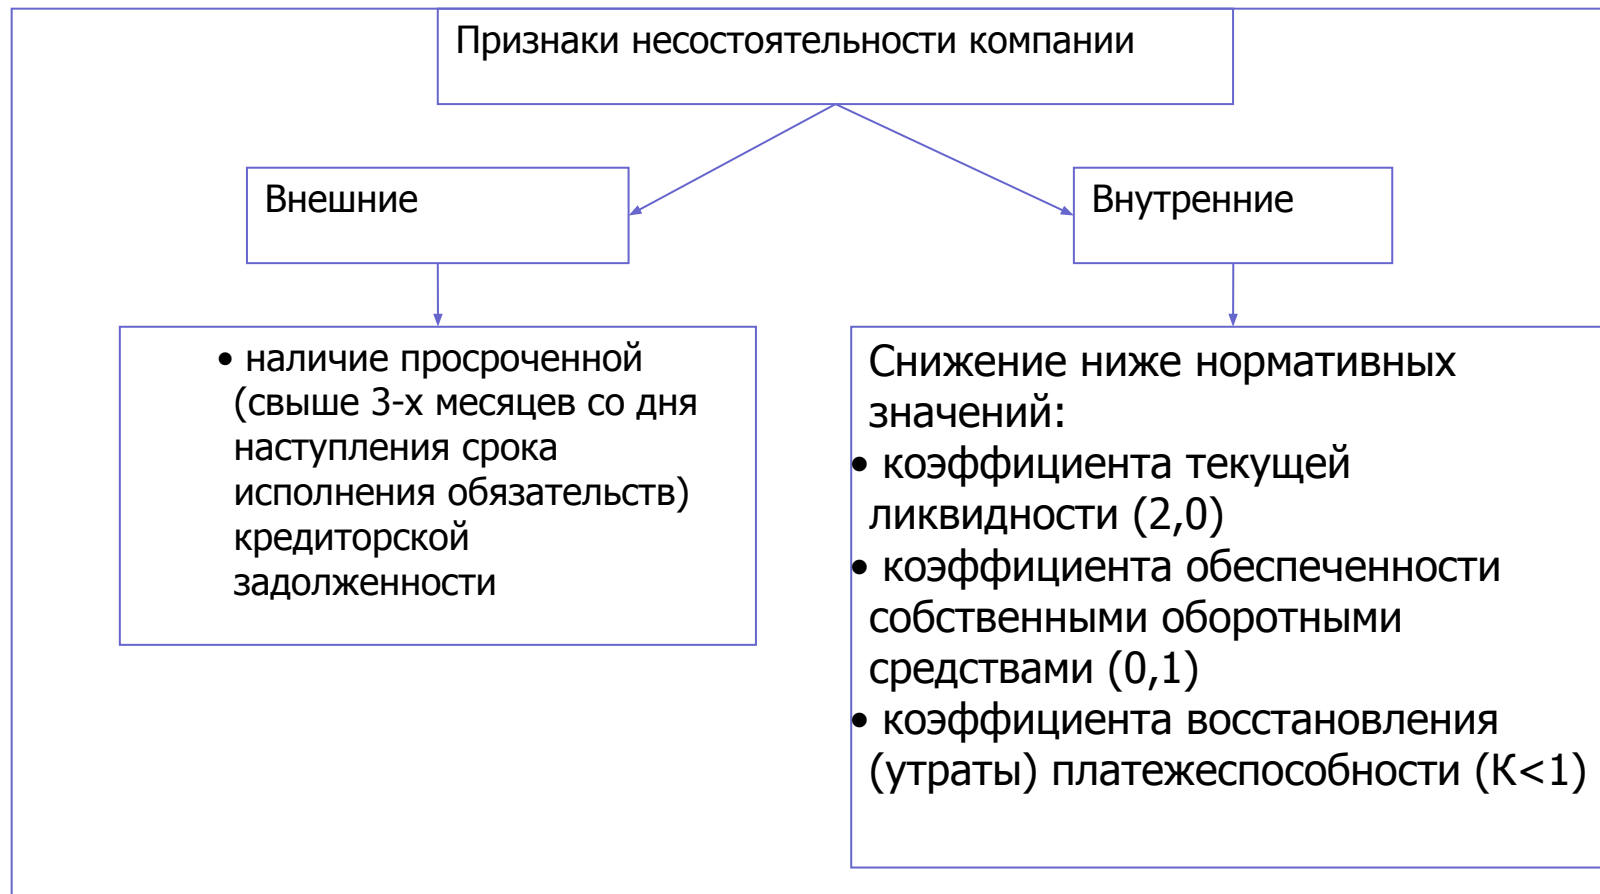 Признаки несостоятельности компании
Внешние
Внутренние
• наличие просроченной
(свыше 3-х месяцев со дня
наступления срока
исполнения обязательств)
кредиторской
задолженности
Снижение ниже нормативных
значений:
• коэффициента текущей
ликвидности (2,0)
• коэффициента обеспеченности
собственными оборотными
средствами (0,1)
• коэффициента восстановления
(утраты) платежеспособности (К<1)